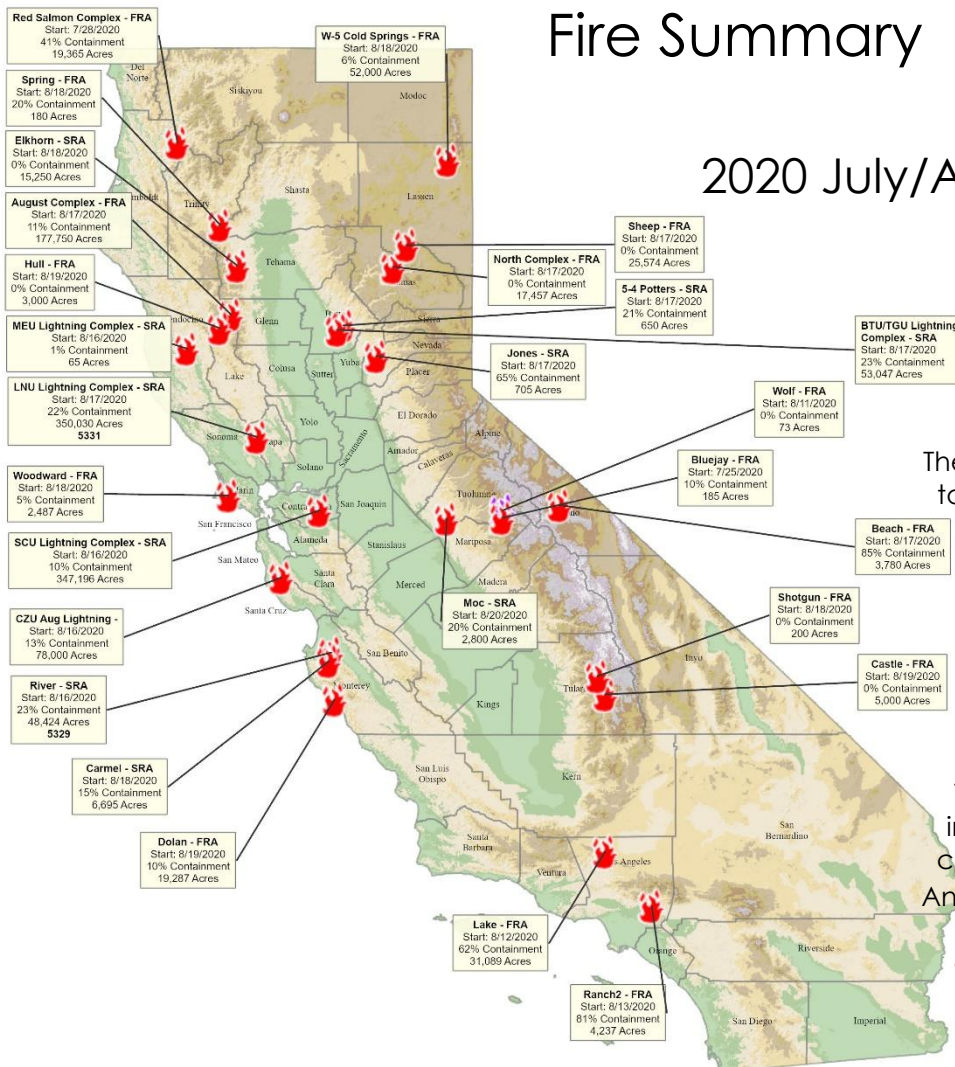 Fire Summary
2020 July/A
Red Salmon Complex - FRA
Start: 7/28/2020
41% Containment
19,365 Acres
W-5 Cold Springs - FRA
Start: 8/18/2020
6% Containment
52,000 Acres
Spring - FRA
Start: 8/18/2020
20% Containment
180 Acres
Elkhorn - SRA
Start: 8/18/2020
0% Containment
15,250 Acres
August Complex - FRA
Start: 8/17/2020
11% Containment
177,750 Acres
Hull - FRA
Start: 8/19/2020
0% Containment
3,000 Acres
MEU Lightning Complex - SRA
Start: 8/16/2020
1% Containment
65 Acres
LNU Lightning Complex - SRA
Start: 8/17/2020
22% Containment
350,030 Acres
5331
Woodward - FRA
Start: 8/18/2020
5% Containment
2,487 Acres
SCU Lightning Complex - SRA
Start: 8/16/2020
10% Containment
347,196 Acres
CZU Aug Lightning -
Start: 8/16/2020
13% Containment
78,000 Acres
River - SRA
Start: 8/16/2020
23% Containment
48,424 Acres
5329
Carmel - SRA
Start: 8/18/2020
15% Containment
6,695 Acres
Dolan - FRA
Start: 8/19/2020
10% Containment
19,287 Acres
Sheep - FRA
Start: 8/17/2020
0% Containment
25,574 Acres
North Complex - FRA
Start: 8/17/2020
0% Containment
17,457 Acres
5-4 Potters - SRA
Start: 8/17/2020
21% Containment
650 Acres
BTU/TGU Lightning
Complex - SRA
Start: 8/17/2020
23% Containment
53,047 Acres
Jones - SRA
Start: 8/17/2020
65% Containment
705 Acres
Wolf - FRA
Start: 8/11/2020
0% Containment
73 Acres
Bluejay - FRA
Start: 7/25/2020
10% Containment
185 Acres
Beach - FRA
Start: 8/17/2020
85% Containment
3,780 Acres
Moc - SRA
Start: 8/20/2020
20% Containment
2,800 Acres
Shotgun - FRA
Start: 8/18/2020
0% Containment
200 Acres
Castle - FRA
Start: 8/19/2020
0% Containment
5,000 Acres
Lake - FRA
Start: 8/12/2020
62% Containment
31,089 Acres
Ranch2 - FRA
Start: 8/13/2020
81% Containment
4,237 Acres
The
to
in
c
An
Del
Norte
Siskiyou
Modoc
Trinity
Shasta
Lassen
Tehama
Glenn
Lake
Colusa
Sutter
Yuba
Sierra
Nevada
Placer
El Dorado
Yolo
Sonoma
Solano
Sacramento
Amador
Alpine
Calaveras
Tuolumne
San Joaquin
San Francisco
Alameda
Stanislaus
Mariposa
San Mateo
Santa
Clara
Merced
Madera
Santa Cruz
San Benito
Monterey
Kings
Inyo
San Luis
Obispo
Kern
Santa
Barbara
Ventura
San
Bernardino
Orange
Riverside
San Diego
Imperial